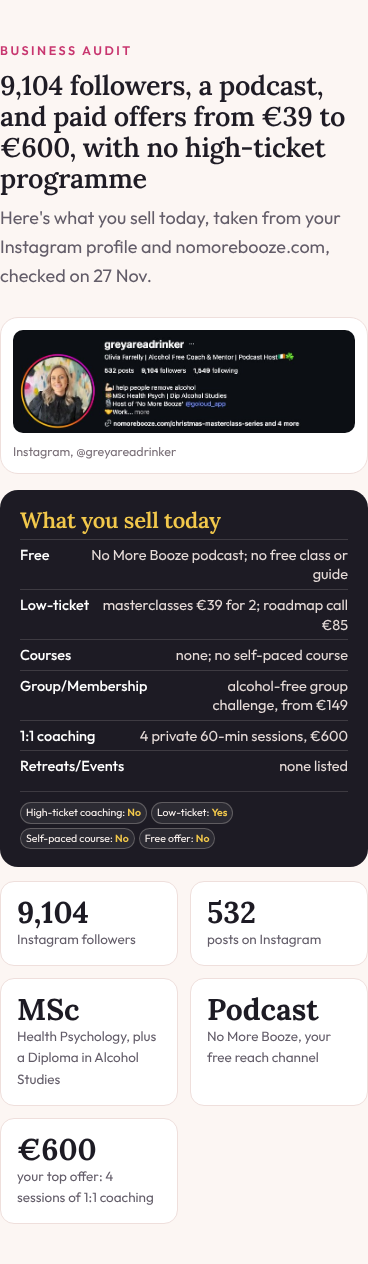 BUSINESS AUDIT
9,104 followers, a podcast,
and paid offers from €39 to
€600, with no high-ticket
programme
Here's what you sell today, taken from your
Instagram profile and nomorebooze.com,
checked on 27 Nov.
greyareadrinker ...
Olivia Farrelly | Alcohol Free Coach & Mentor | Podcast Host🇮🇪☘️
532 posts 9,104 followers 1,549 following
I help people remove alcohol
MSc Health Psych | Dip Alcohol Studies
Host of 'No More Booze' @goloud_app
Work... more
nomorebooze.com/christmas-masterclass-series and 4 more
Instagram, @greyareadrinker
What you sell today
Free No More Booze podcast; no free class or
guide
Low-ticket masterclasses €39 for 2; roadmap call
€85
Courses none; no self-paced course
Group/Membership alcohol-free group
challenge, from €149
1:1 coaching 4 private 60-min sessions, €600
Retreats/Events none listed
High-ticket coaching: No Low-ticket: Yes
Self-paced course: No Free offer: No
9,104
Instagram followers
532
posts on Instagram
MSc
Health Psychology, plus
a Diploma in Alcohol
Studies
Podcast
No More Booze, your
free reach channel
€600
your top offer: 4
sessions of 1:1 coaching